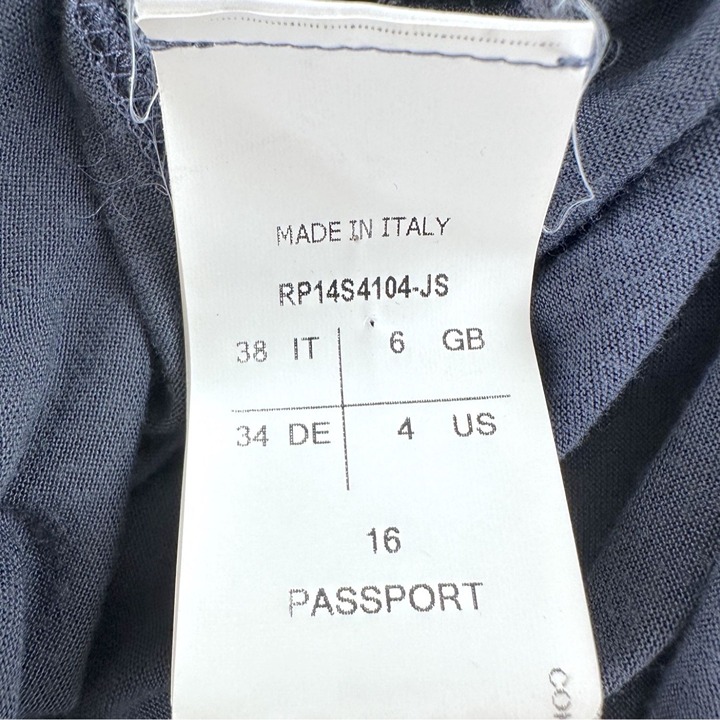 MADE IN ITALY
RP14S4104-JS
38 IT 6 GB
34 DE 4 US
16
PASSPORT